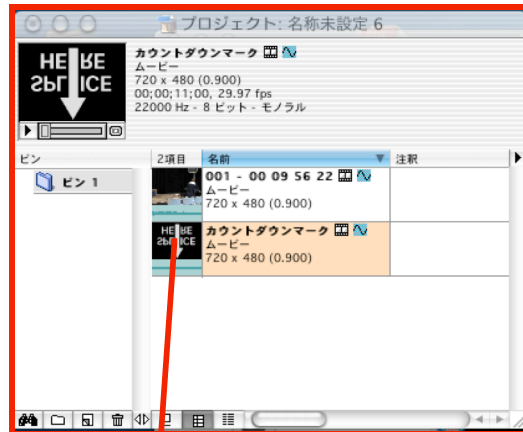 プロジェクト: 名称未設定 6
カウントダウンマーク
ムービー
720 x 480 (0.900)
00;00;11;00, 29.97 fps
22000 Hz - 8 ビット - モノラル
HERE
SPLICE
ビン
2項目
名前
注釈
ビン 1
001 - 00 09 56 22
ムービー
720 x 480 (0.900)
HERE
SPLICE
カウントダウンマーク
ムービー
720 x 480 (0.900)